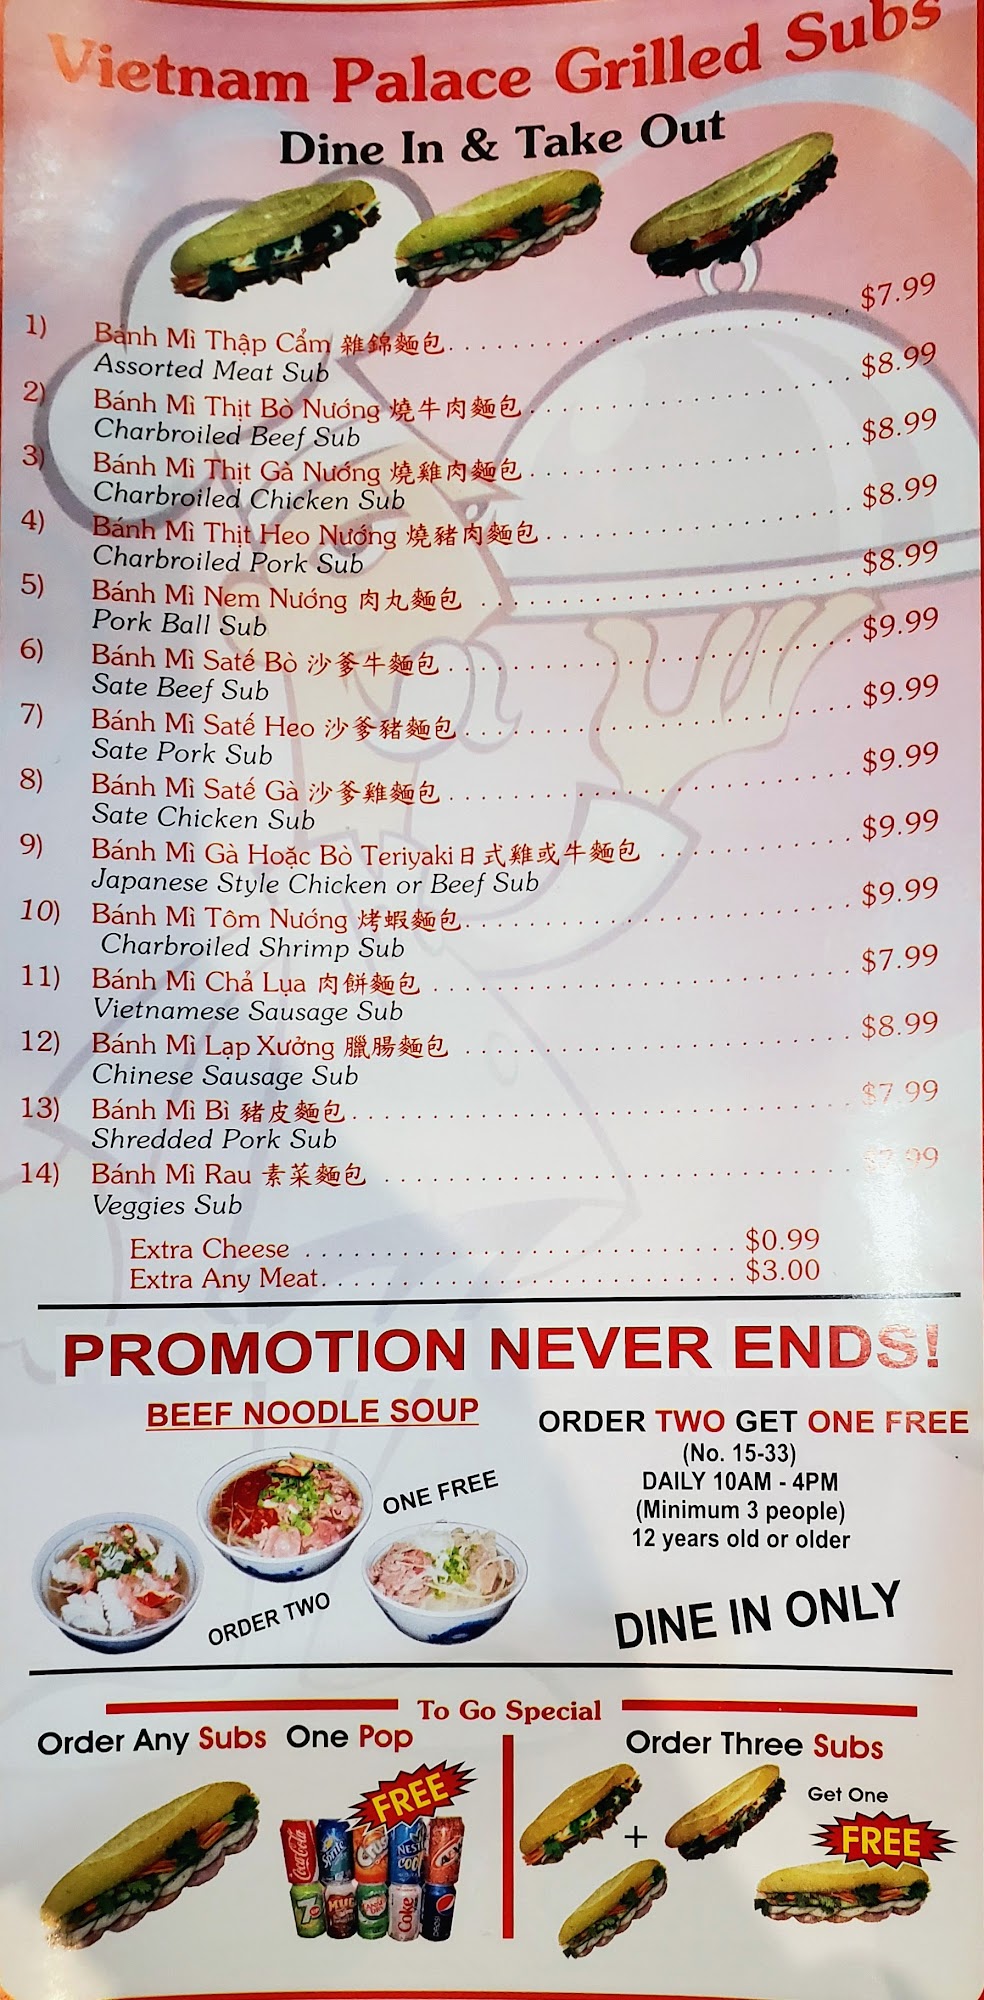 Vietnam Palace Grilled Subs
Dine In & Take Out
1) Bánh Mì Thập Cẩm 雜錦麵包 $7.99
Assorted Meat Sub
2) Bánh Mì Thịt Bò Nướng 燒牛肉麵包 $8.99
Charbroiled Beef Sub
3) Bánh Mì Thịt Gà Nướng 燒雞肉麵包 $8.99
Charbroiled Chicken Sub
4) Bánh Mì Thịt Heo Nướng 燒豬肉麵包 $8.99
Charbroiled Pork Sub
5) Bánh Mì Nem Nướng 肉丸麵包 $8.99
Pork Ball Sub
6) Bánh Mì Saté Bò 沙爹牛麵包 $9.99
Sate Beef Sub
7) Bánh Mì Saté Heo 沙爹豬麵包 $9.99
Sate Pork Sub
8) Bánh Mì Saté Gà 沙爹雞麵包 $9.99
Sate Chicken Sub
9) Bánh Mì Gà Hoặc Bò Teriyaki 日式雞或牛麵包 $9.99
Japanese Style Chicken or Beef Sub
10) Bánh Mì Tôm Nướng 烤蝦麵包 $9.99
Charbroiled Shrimp Sub
11) Bánh Mì Chả Lụa 肉餅麵包 $7.99
Vietnamese Sausage Sub
12) Bánh Mì Lạp Xưởng 臘腸麵包 $8.99
Chinese Sausage Sub
13) Bánh Mì Bì 豬皮麵包 $7.99
Shredded Pork Sub
14) Bánh Mì Rau 素菜麵包
Veggies Sub
Extra Cheese $0.99
Extra Any Meat $3.00
PROMOTION NEVER ENDS!
BEEF NOODLE SOUP
ORDER TWO GET ONE FREE
(No. 15-33)
DAILY 10AM - 4PM
(Minimum 3 people)
12 years old or older
ONE FREE
ORDER TWO
DINE IN ONLY
To Go Special
Order Any Subs One Pop
FREE
Coca-Cola
Sprite
Crush
NES
COO
A&W
7
Coke
pepsi
Order Three Subs
Get One
FREE
+